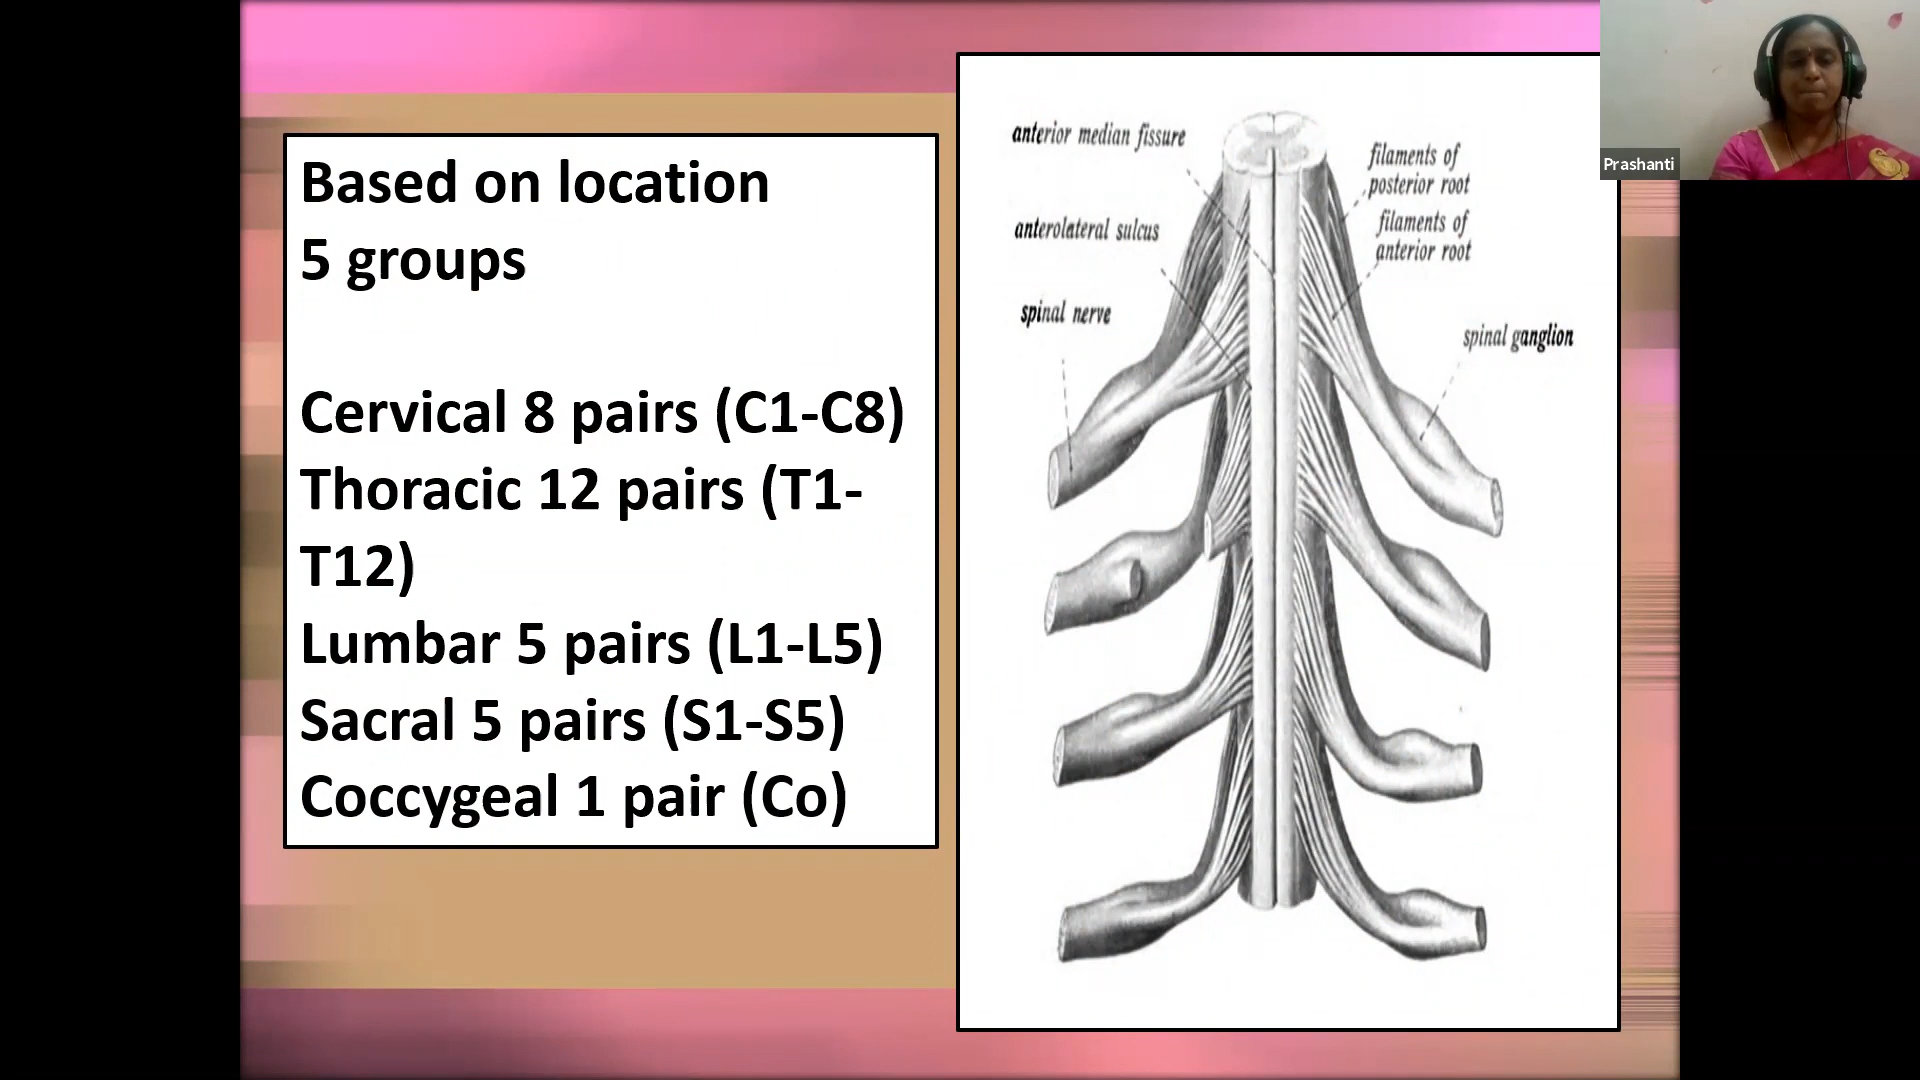 Based on location
5 groups
Cervical 8 pairs (C1-C8)
Thoracic 12 pairs (T1-
T12)
Lumbar 5 pairs (L1-L5)
Sacral 5 pairs (S1-S5)
Coccygeal 1 pair (Co)
anterior median fissure
anterolateral sulcus
spinal nerve
filaments of
posterior root
filaments of
anterior root
spinal ganglion
Prashanti